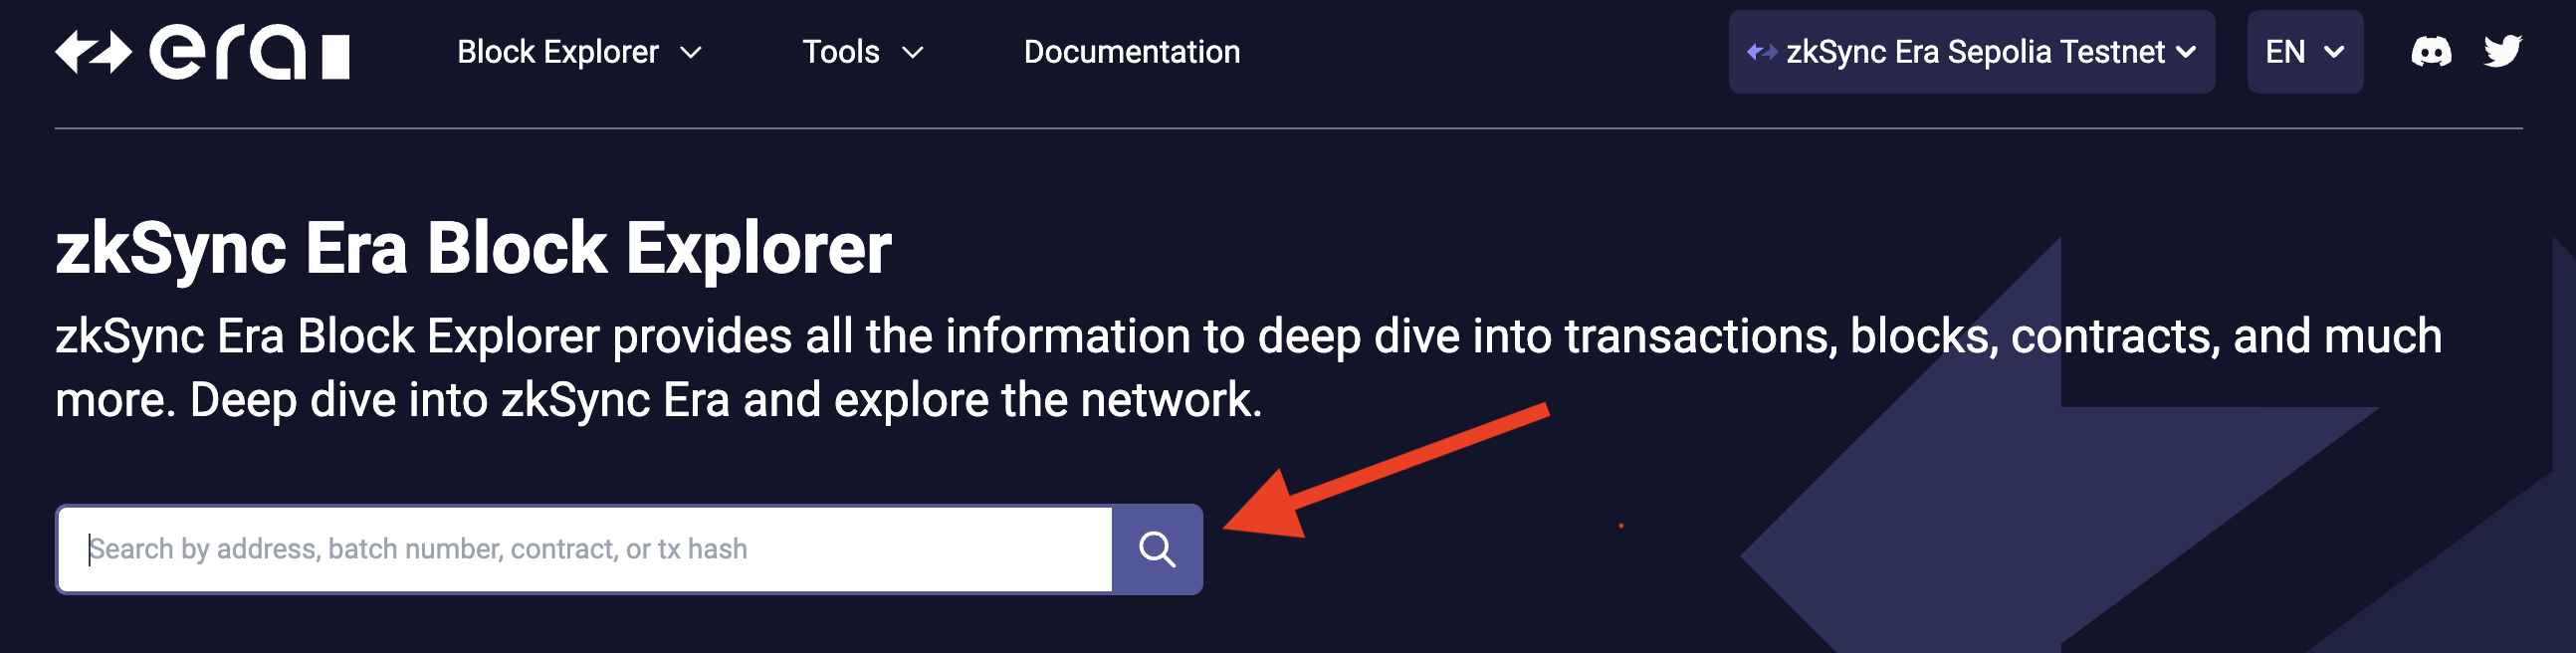 era
Block Explorer
Tools
Documentation
zkSync Era Sepolia Testnet
EN
zkSync Era Block Explorer
zkSync Era Block Explorer provides all the information to deep dive into transactions, blocks, contracts, and much
more. Deep dive into zkSync Era and explore the network.
Search by address, batch number, contract, or tx hash